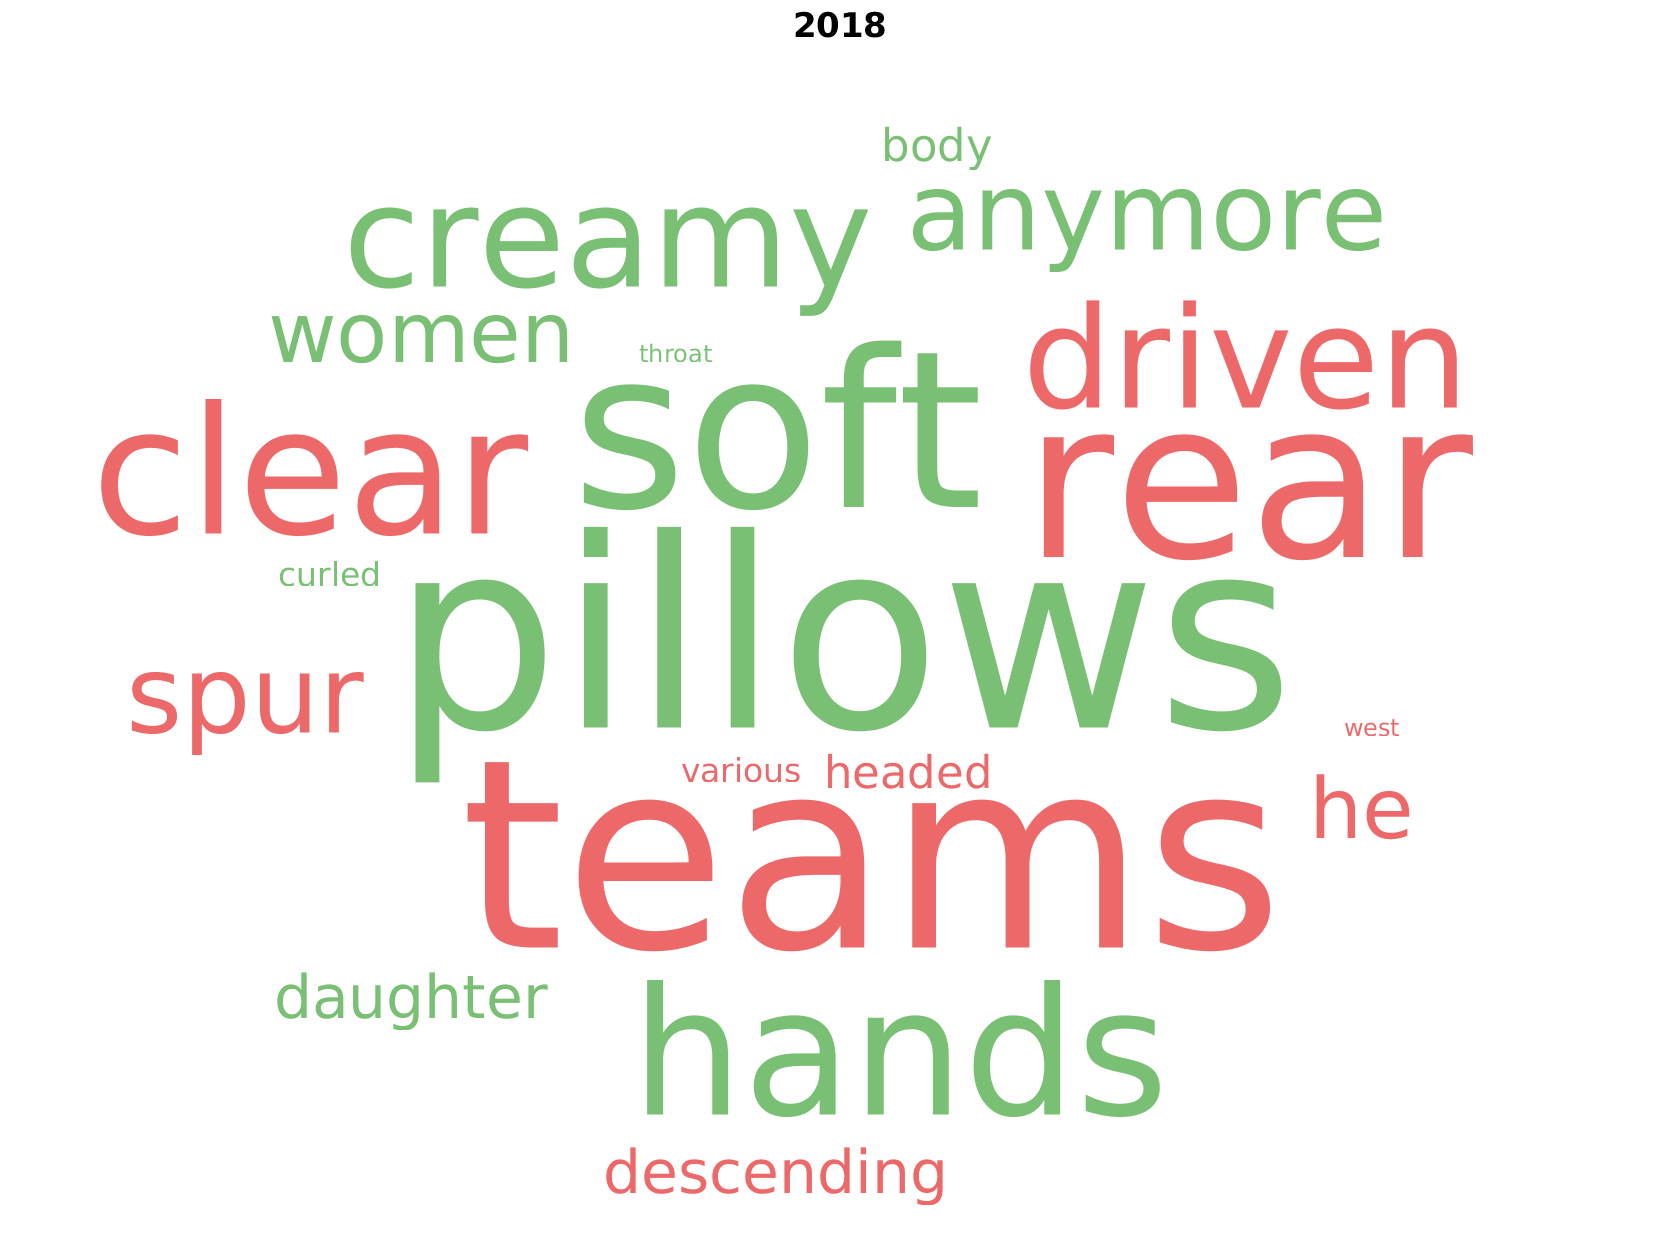 2018
body
creamy anymore
women throat driven
clear soft rear
curled pillows
spur west
various headed
teams he
daughter hands
descending